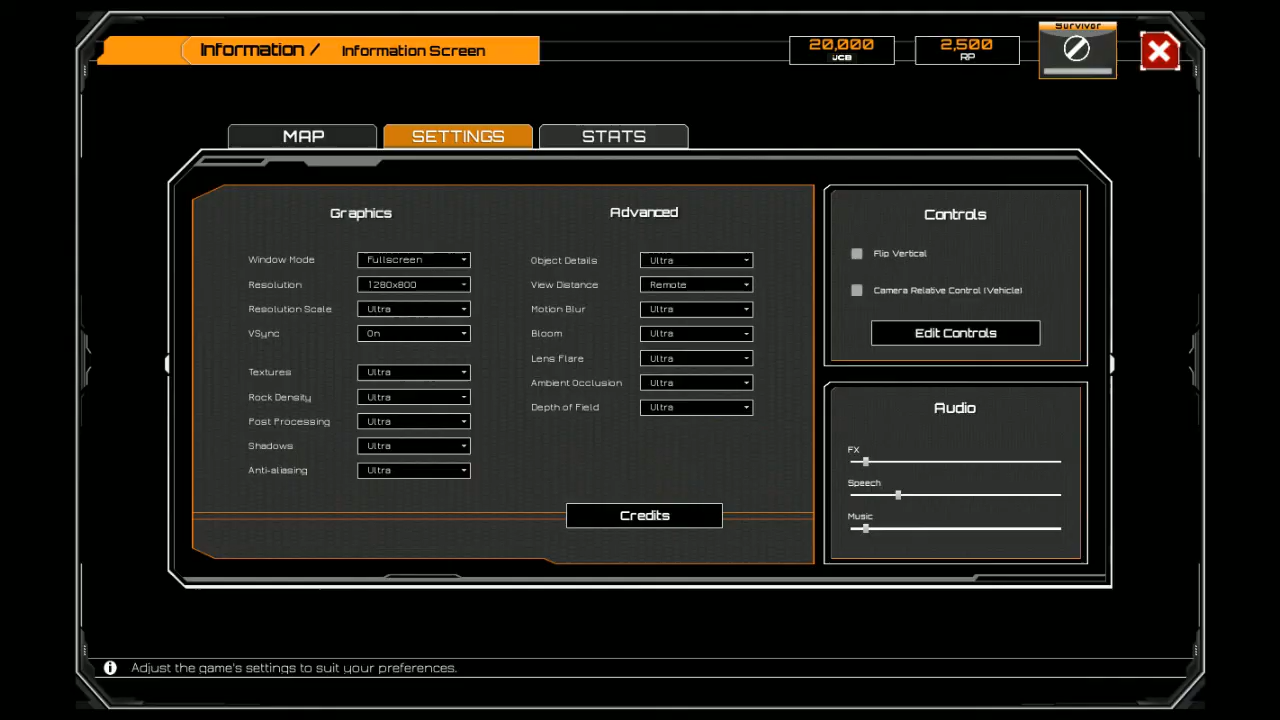 Information / Information Screen
20,000
UCB
2,500
RP
Survivor
MAP
SETTINGS
STATS
Graphics
Window Mode Fullscreen
Resolution 1280x800
Resolution Scale Ultra
VSync On
Textures Ultra
Rock Density Ultra
Post Processing Ultra
Shadows Ultra
Anti-aliasing Ultra
Advanced
Object Details Ultra
View Distance Remote
Motion Blur Ultra
Bloom Ultra
Lens Flare Ultra
Ambient Occlusion Ultra
Depth of Field Ultra
Credits
Controls
Flip Vertical
Camera Relative Control (Vehicle)
Edit Controls
Audio
FX
Speech
Music
Adjust the game's settings to suit your preferences.